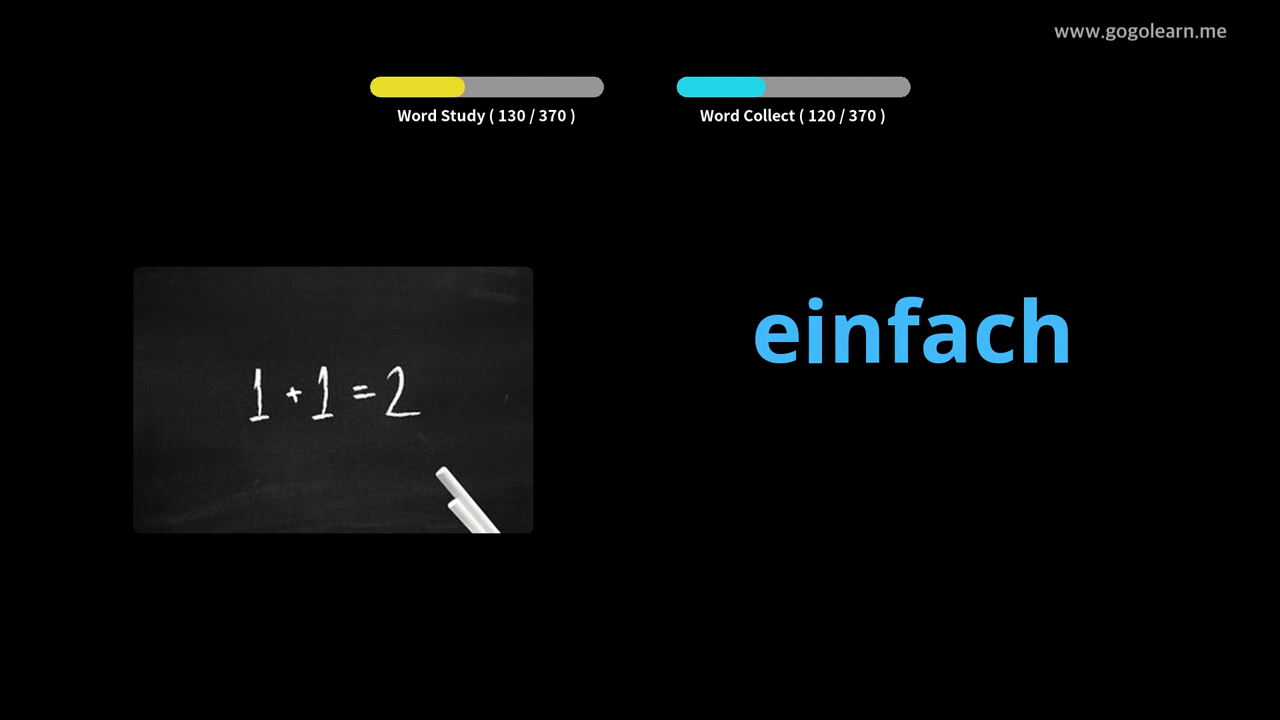 www.gogolearn.me
Word Study ( 130 / 370 )
Word Collect ( 120 / 370 )
einfach
1 + 1 = 2